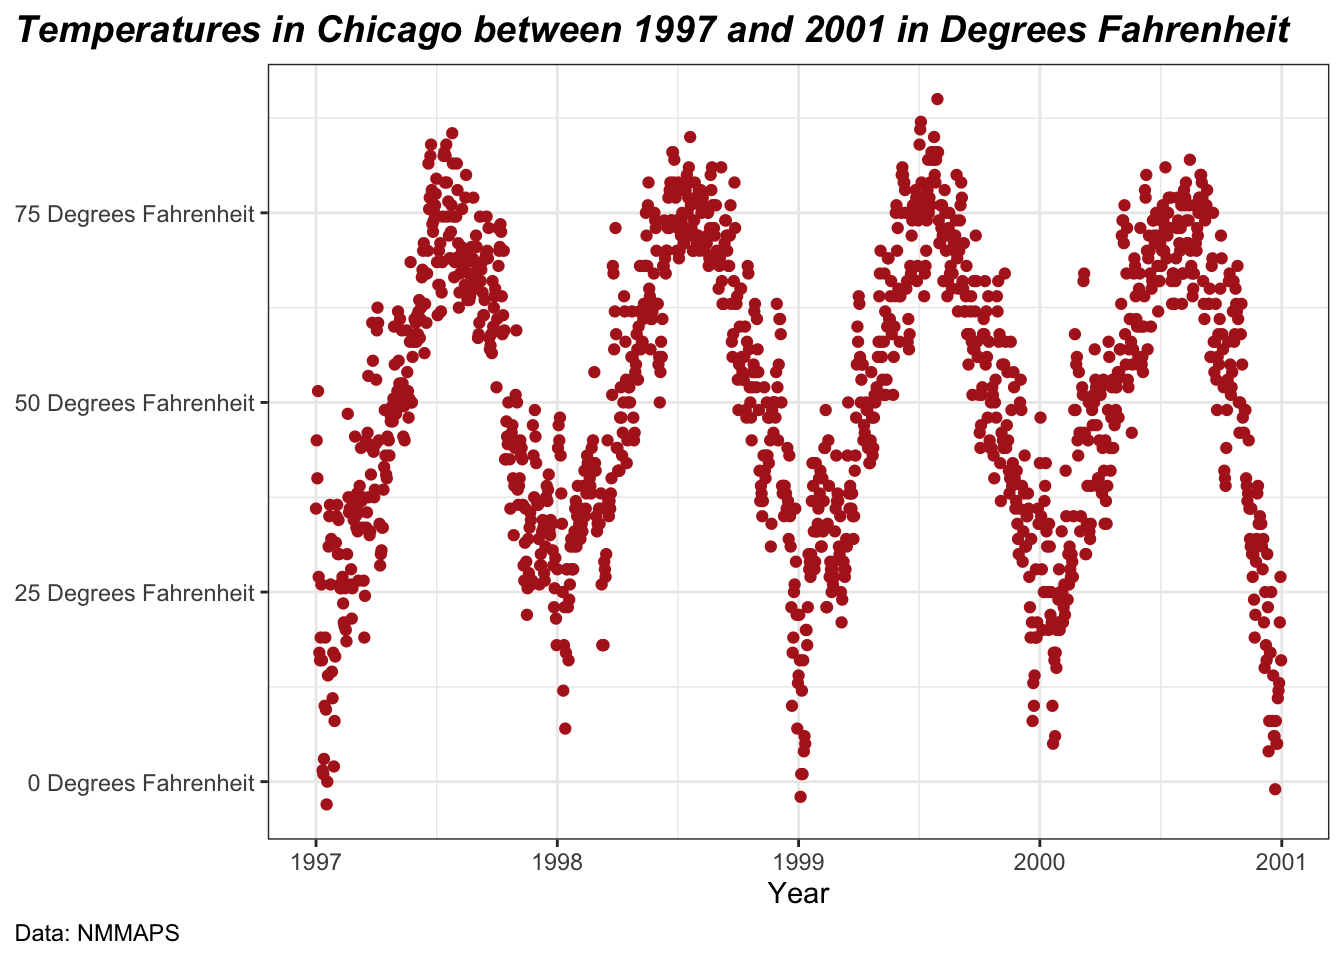 Temperatures in Chicago between 1997 and 2001 in Degrees Fahrenheit
75 Degrees Fahrenheit
50 Degrees Fahrenheit
25 Degrees Fahrenheit
0 Degrees Fahrenheit
1997 1998 1999 2000 2001
Year
Data: NMMAPS